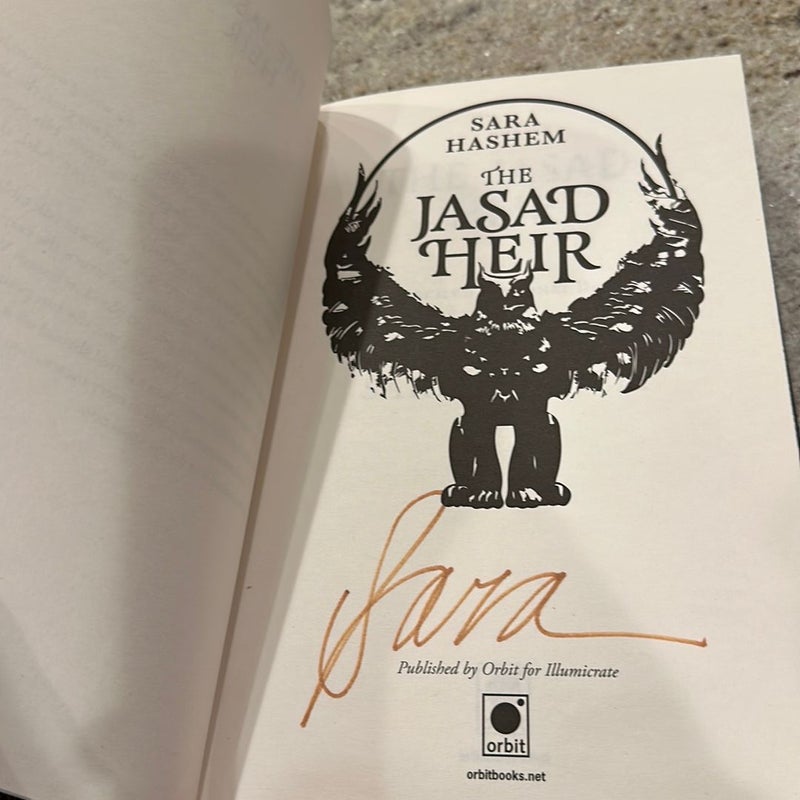 SARA
HASHEM
THE
JASAD
HEIR
Sara
Published by Orbit for Illumicrate
orbit
orbitbooks.net